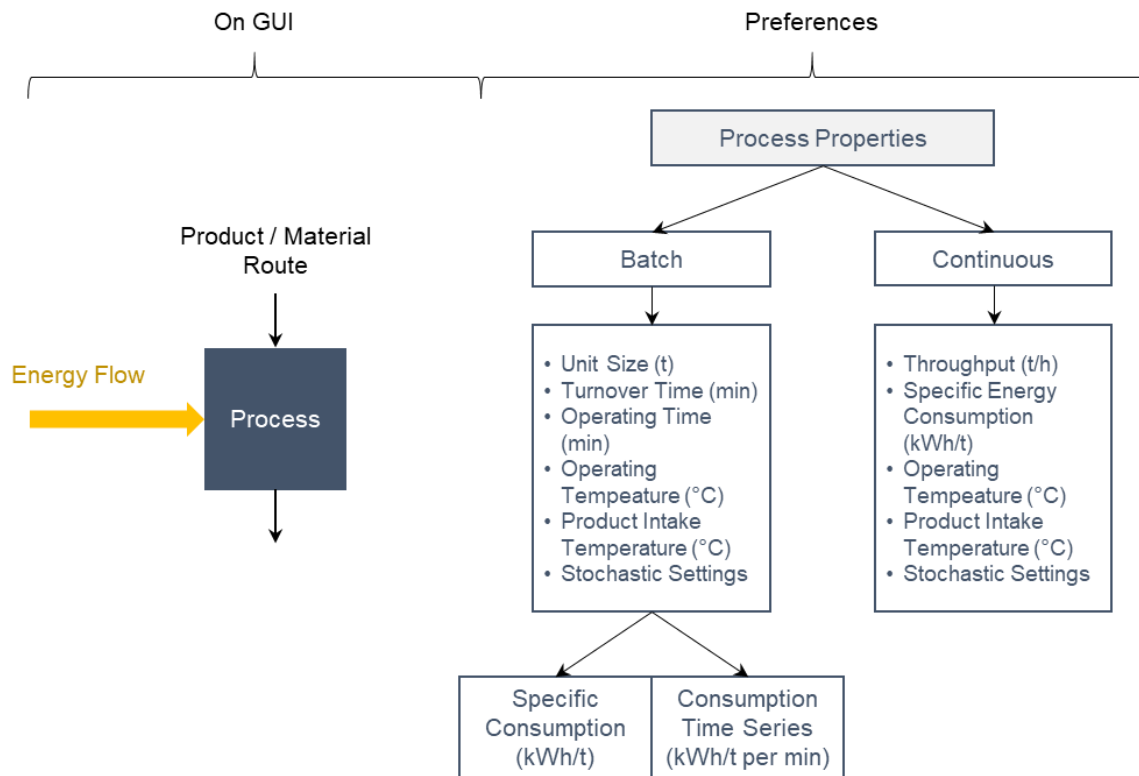 On GUI
Preferences
Process Properties
Product / Material
Route
Batch
Continuous
Energy Flow
Process
• Unit Size (t)
• Turnover Time (min)
• Operating Time
(min)
• Operating
Tempeature (°C)
• Product Intake
Temperature (°C)
• Stochastic Settings
• Throughput (t/h)
• Specific Energy
Consumption
(kWh/t)
• Operating
Tempeature (°C)
• Product Intake
Temperature (°C)
• Stochastic Settings
Specific
Consumption
(kWh/t)
Consumption
Time Series
(kWh/t per min)